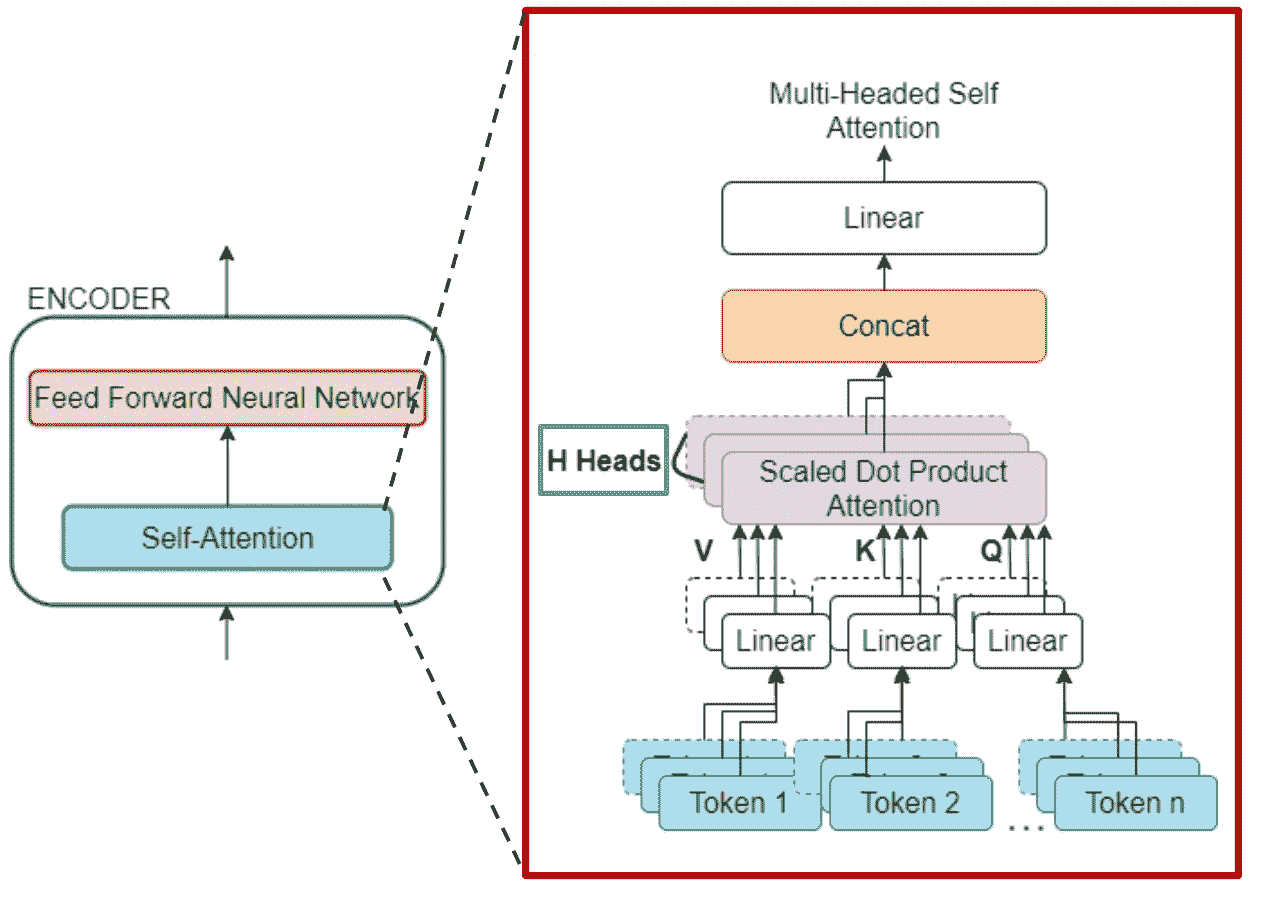 ENCODER
Feed Forward Neural Network
Self-Attention
Multi-Headed Self
Attention
Linear
Concat
H Heads
Scaled Dot Product
Attention
V
K
Q
Linear
Linear
Linear
Token 1
Token 2
...
Token n